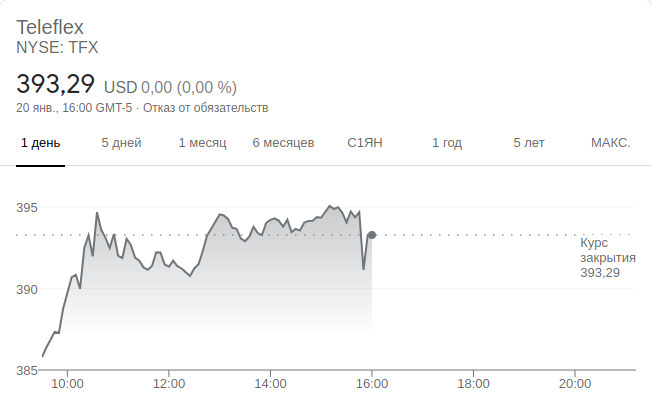 Teleflex
NYSE: TFX
393,29 USD 0,00 (0,00 %)
20 янв., 16:00 GMT-5 · Отказ от обязательств
1 день 5 дней 1 месяц 6 месяцев С1ЯН 1 год 5 лет МАКС.
395
Курс
закрытия
393,29
390
385
10:00 12:00 14:00 16:00 18:00 20:00